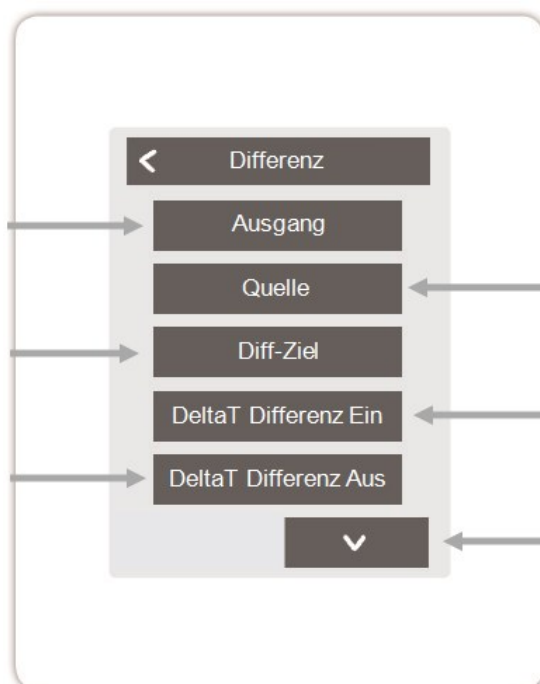 Differenz
Ausgang
Quelle
Diff-Ziel
DeltaT Differenz Ein
DeltaT Differenz Aus